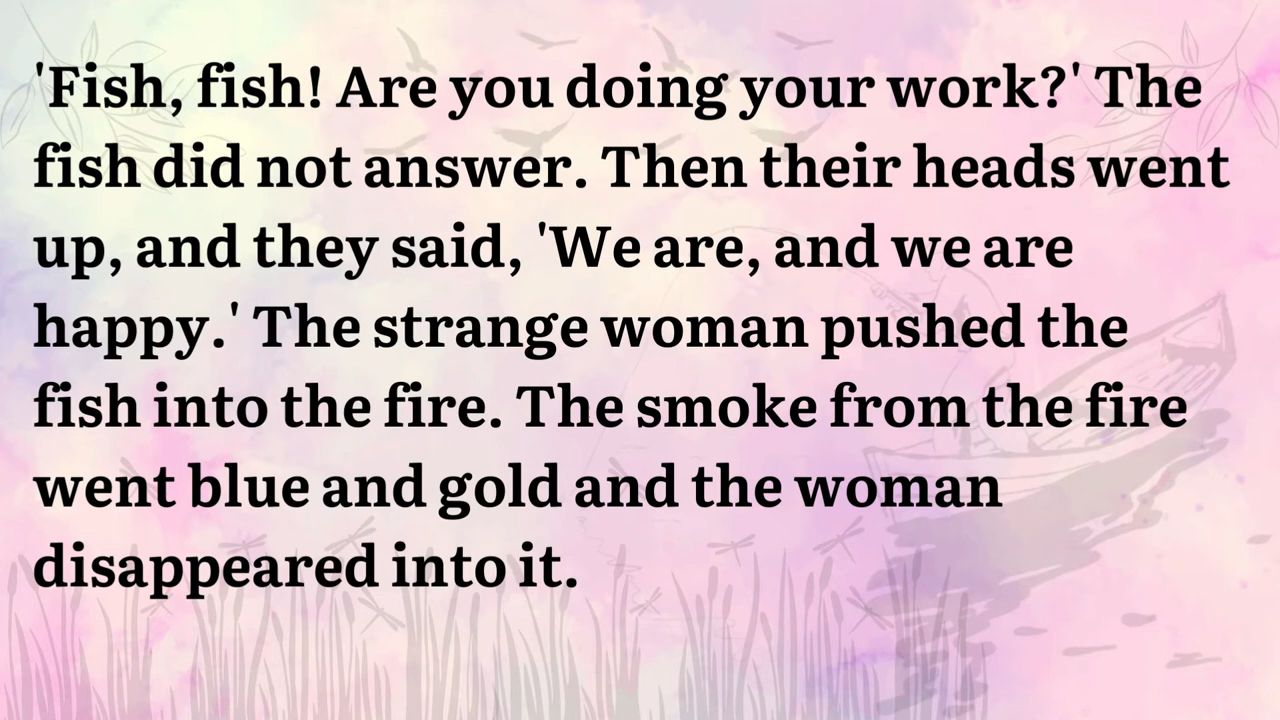 'Fish, fish! Are you doing your work?' The
fish did not answer. Then their heads went
up, and they said, 'We are, and we are
happy.' The strange woman pushed the
fish into the fire. The smoke from the fire
went blue and gold and the woman
disappeared into it.